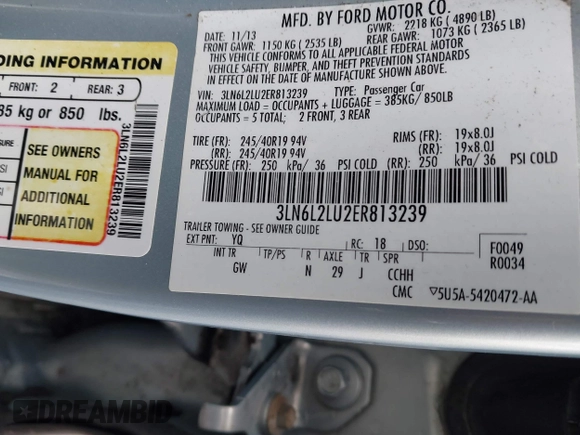 MFD. BY FORD MOTOR CO.
DATE: 11/13
GVWR: 2218 KG ( 4890 LB)
FRONT GAWR: 1150 KG ( 2535 LB)
REAR GAWR: 1073 KG ( 2365 LB)
THIS VEHICLE CONFORMS TO ALL APPLICABLE FEDERAL MOTOR
VEHICLE SAFETY, BUMPER, AND THEFT PREVENTION STANDARDS
IN EFFECT ON THE DATE OF MANUFACTURE SHOWN ABOVE.
VIN: 3LN6L2LU2ER813239
TYPE: Passenger Car
MAXIMUM LOAD = OCCUPANTS + LUGGAGE = 385KG/ 850LB
OCCUPANTS = 5 TOTAL; 2 FRONT, 3 REAR
TIRE (FR): 245/40R19 94V RIMS (FR): 19x8.0J
(RR): 245/40R19 94V (RR): 19x8.0J
PRESSURE (FR): 250 kPa/ 36 PSI COLD (RR): 250 kPa/ 36 PSI COLD
3LN6L2LU2ER813239
TRAILER TOWING - SEE OWNER GUIDE
EXT PNT: YQ RC: 18 DSO: F0049
R0034
INT TR TP/PS R AXLE TR SPR
GW N 29 J CCHH
CMC ▽5U5A-5420472-AA
DING INFORMATION
FRONT: 2 REAR: 3
85 kg or 850 lbs.
SEE OWNERS
MANUAL FOR
ADDITIONAL
INFORMATION
3LN6L2LU2ER813239
DREAMBID